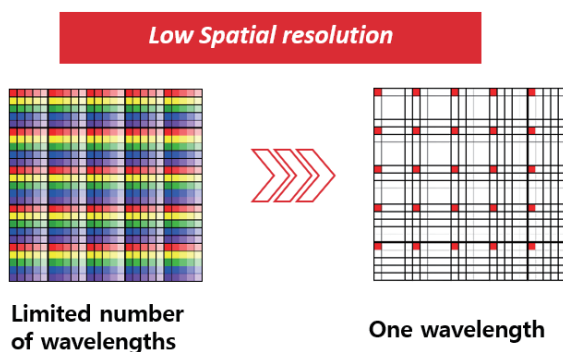 Low Spatial resolution
Limited number
of wavelengths
One wavelength